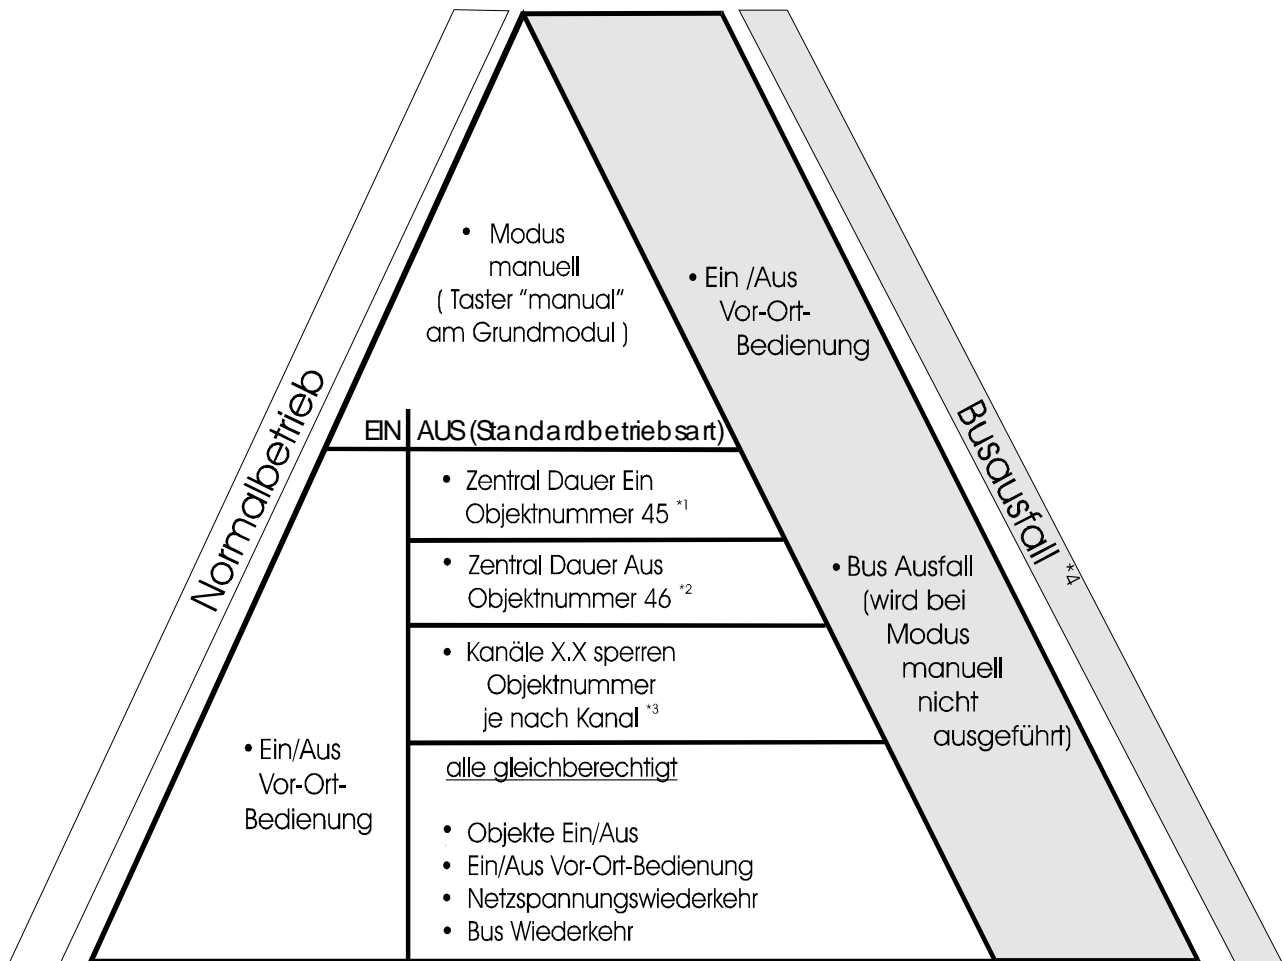 Normalbetrieb
• Modus
manuell
( Taster "manual"
am Grundmodul )
EIN
AUS (Standardbetriebsart)
• Zentral Dauer Ein
Objektnummer 45 *1
• Zentral Dauer Aus
Objektnummer 46 *2
• Kanäle X.X sperren
Objektnummer
je nach Kanal *3
• Ein/Aus
Vor-Ort-
Bedienung
alle gleichberechtigt
• Objekte Ein/Aus
• Ein/Aus Vor-Ort-Bedienung
• Netzspannungswiederkehr
• Bus Wiederkehr
• Ein /Aus
Vor-Ort-
Bedienung
• Bus Ausfall
(wird bei
Modus
manuell
nicht
ausgeführt)
Busausfall *4